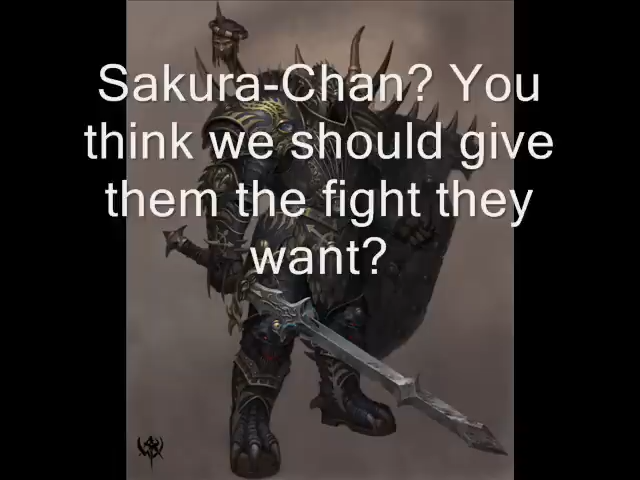 Sakura-Chan? You
think we should give
them the fight they
want?